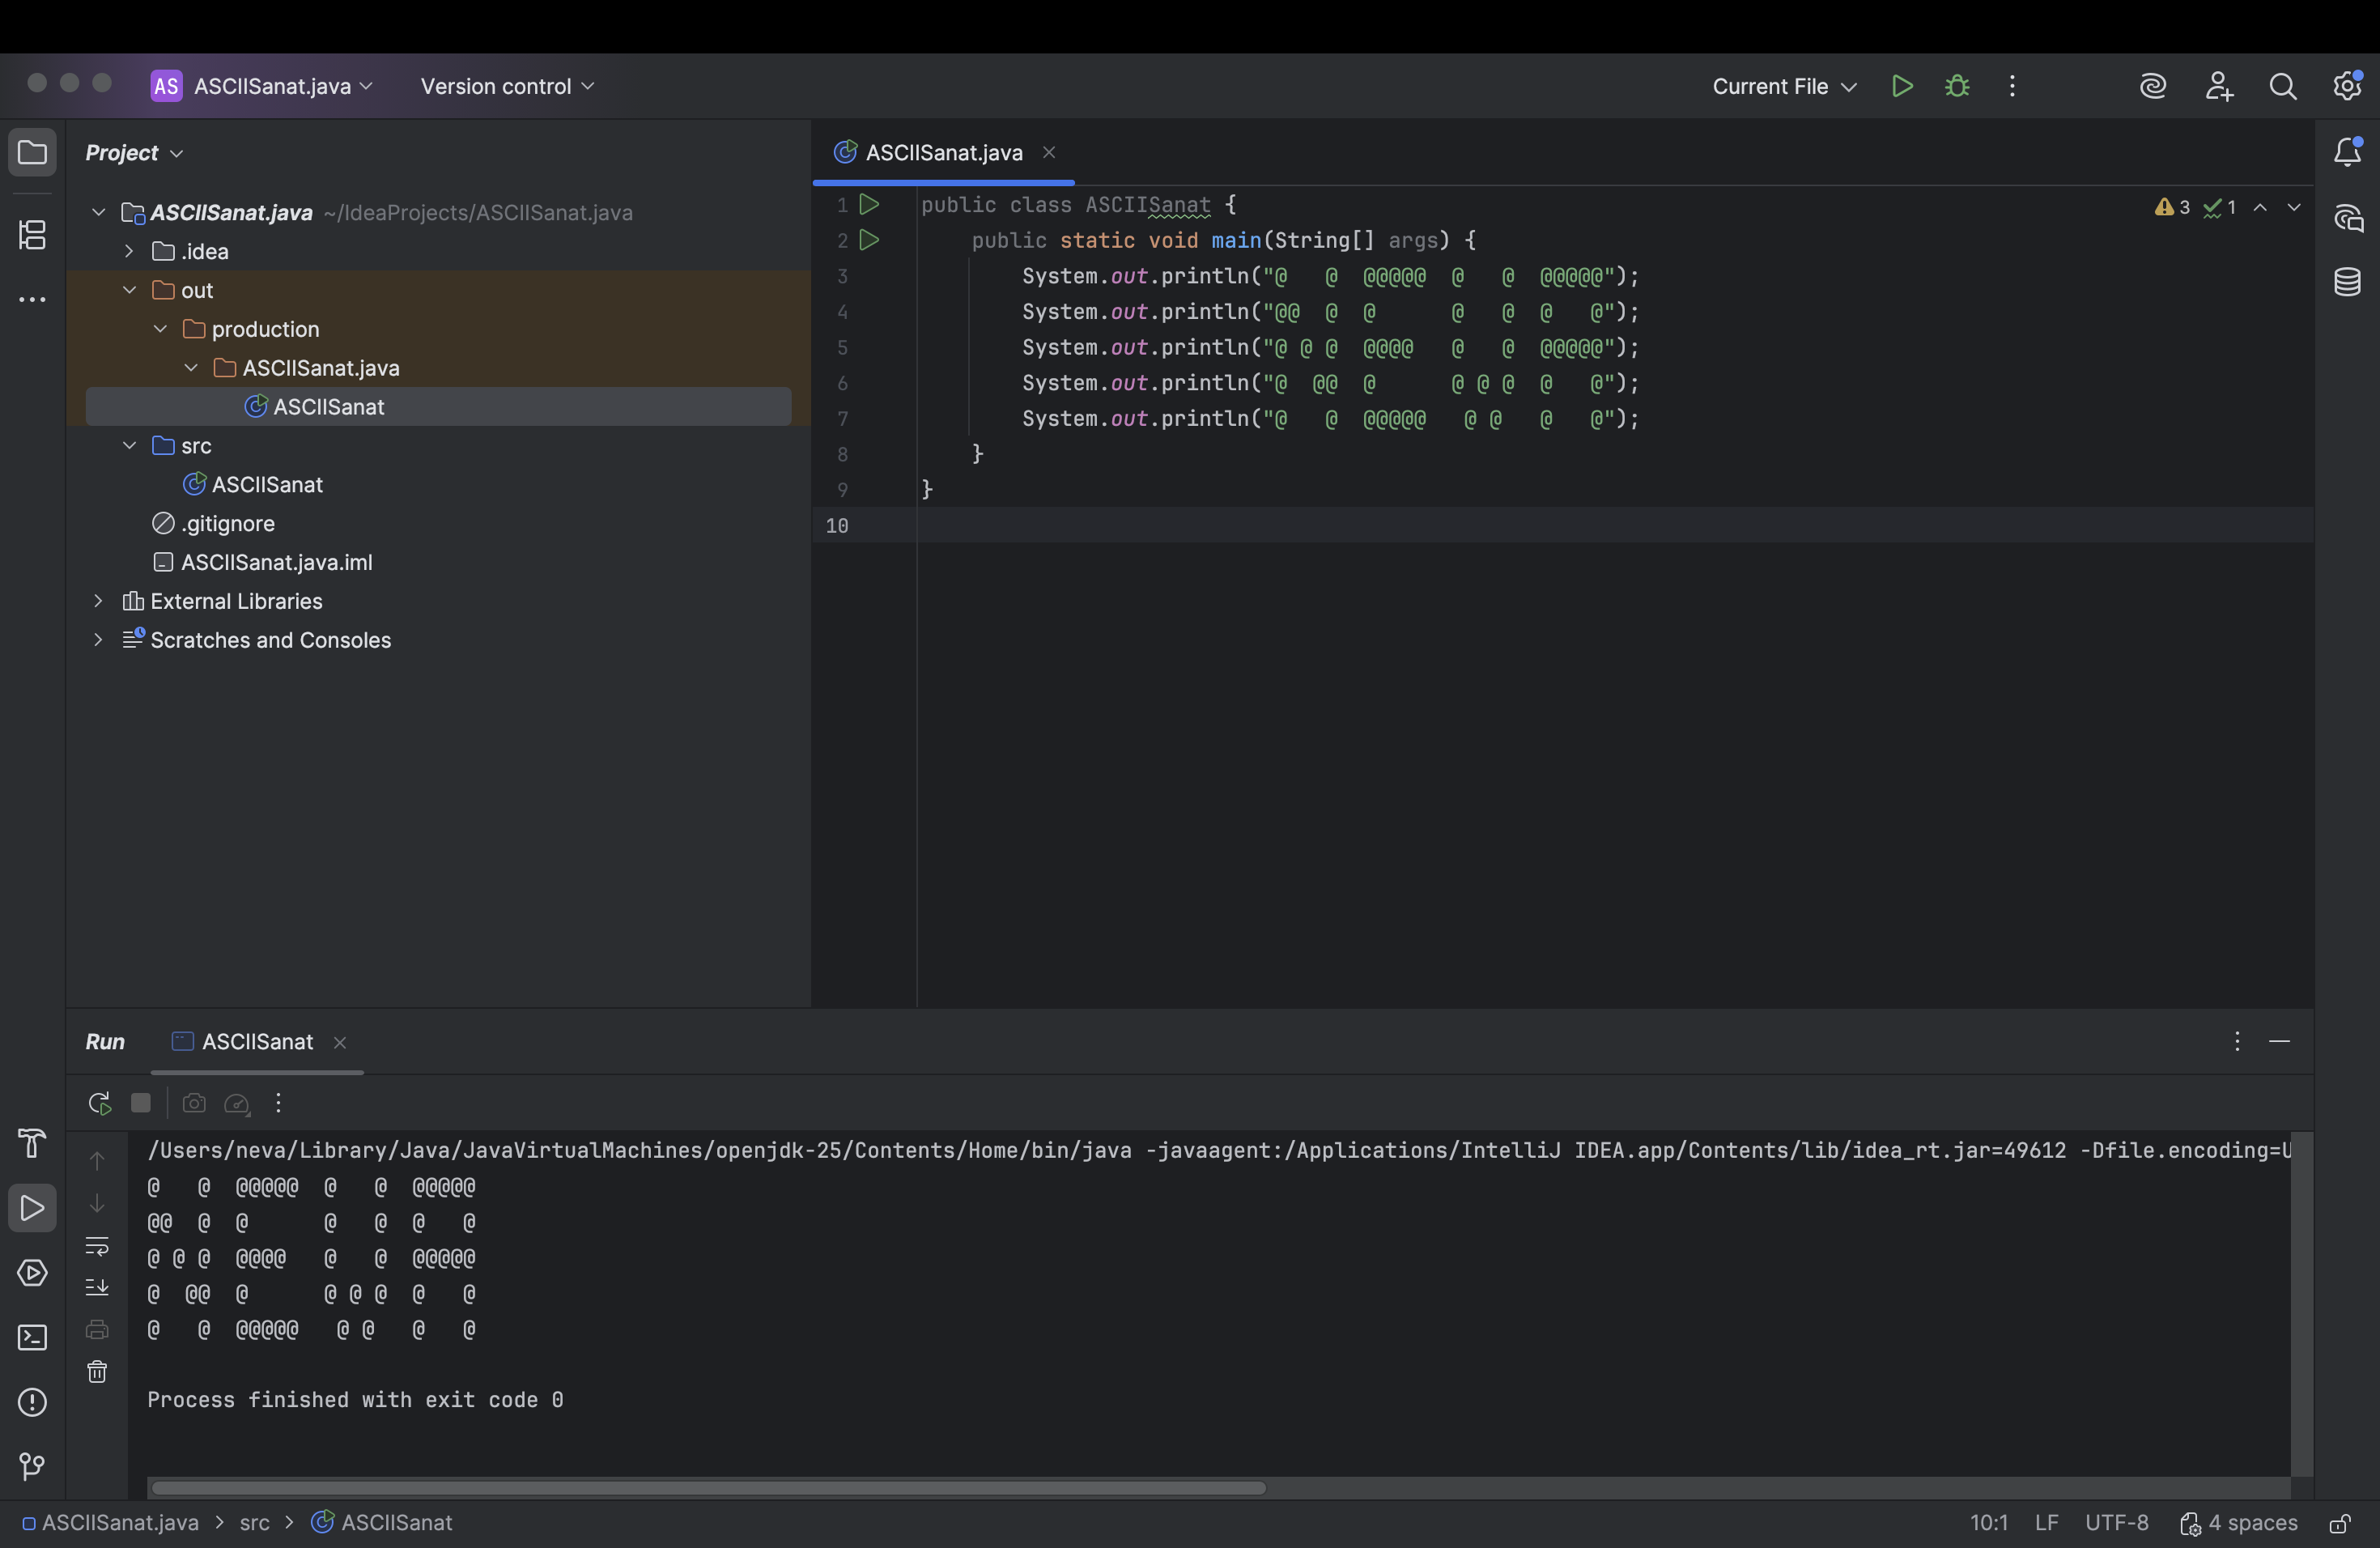 AS ASCIISanat.java Version control Current File
Project
ASCIISanat.java ~/IdeaProjects/ASCIISanat.java
.idea
out
production
ASCIISanat.java
ASCIISanat
src
ASCIISanat
.gitignore
ASCIISanat.java.iml
External Libraries
Scratches and Consoles
ASCIISanat.java
3 1
1 public class ASCIISanat {
2     public static void main(String[] args) {
3         System.out.println("@   @  @@@@@  @   @  @@@@@");
4         System.out.println("@@  @  @      @   @  @   @");
5         System.out.println("@ @ @  @@@@   @   @  @@@@@");
6         System.out.println("@  @@  @      @ @ @  @   @");
7         System.out.println("@   @  @@@@@   @ @   @   @");
8     }
9 }
10
Run ASCIISanat
/Users/neva/Library/Java/JavaVirtualMachines/openjdk-25/Contents/Home/bin/java -javaagent:/Applications/IntelliJ IDEA.app/Contents/lib/idea_rt.jar=49612 -Dfile.encoding=U
@   @  @@@@@  @   @  @@@@@
@@  @  @      @   @  @   @
@ @ @  @@@@   @   @  @@@@@
@  @@  @      @ @ @  @   @
@   @  @@@@@   @ @   @   @
Process finished with exit code 0
ASCIISanat.java > src > ASCIISanat 10:1 LF UTF-8 4 spaces